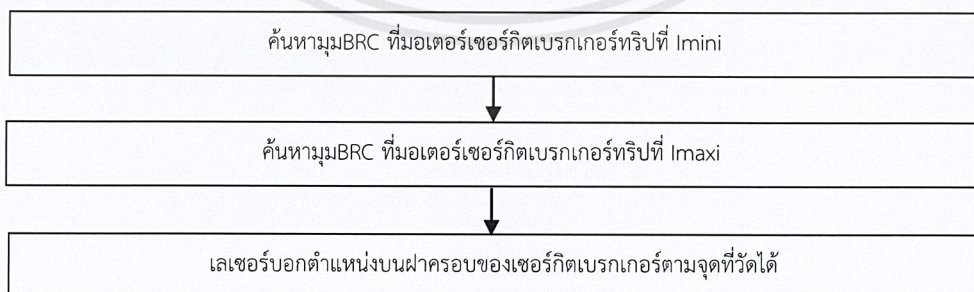 ค้นหามุมBRC ที่มอเตอร์เซอร์กิตเบรกเกอร์ทริปที่ Imini
ค้นหามุมBRC ที่มอเตอร์เซอร์กิตเบรกเกอร์ทริปที่ Imaxi
เลเซอร์บอกตำแหน่งบนฝาครอบของเซอร์กิตเบรกเกอร์ตามจุดที่วัดได้